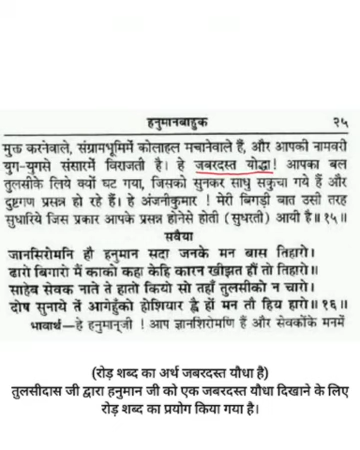 हनुमानबाहुक २५
मुक्त करनेवाले, संग्रामभूमिमें कोलाहल मचानेवाले हैं, और आपकी नामवरी
युग-युगसे संसारमें विराजती है। हे जबरदस्त योद्धा! आपका बल
तुलसीके लिये क्यों घट गया, जिसको सुनकर साधु सकुचा गये हैं और
दुष्टगण प्रसन्न हो रहे हैं। हे अंजनीकुमार! मेरी बिगड़ी बात उसी तरह
सुधारिये जिस प्रकार आपके प्रसन्न होनेसे होती (सुधरती) आयी है॥१५॥
सवैया
जानसिरोमनि हौ हनुमान सदा जनके मन बास तिहारो।
ढारो बिगारो मैं काको कहा केहि कारन खीझत हौं तो तिहारो॥
साहेब सेवक नाते ते हातो कियो सो तहाँ तुलसीको न चारो।
दोष सुनाये तें आगेहुँको होशियार ह्वै हों मन तौ हिय हारो॥१६॥
भावार्थ—हे हनुमान्‌जी! आप ज्ञानशिरोमणि हैं और सेवकोंके मनमें
(रोड़ शब्द का अर्थ जबरदस्त यौधा है)
तुलसीदास जी द्वारा हनुमान जी को एक जबरदस्त यौधा दिखाने के लिए
रोड़ शब्द का प्रयोग किया गया है।